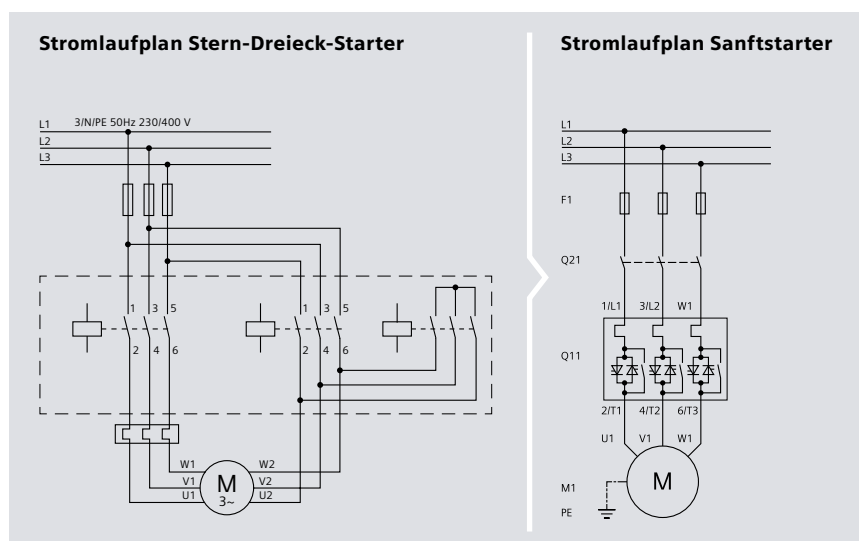 Stromlaufplan Stern-Dreieck-Starter
L1 3/N/PE 50Hz 230/400 V
L2
L3
1 3 5
2 4 6
1 3 5
2 4 6
W1
V1
U1
M
3~
W2
V2
U2
Stromlaufplan Sanftstarter
L1
L2
L3
F1
Q21
1/L1 3/L2 W1
Q11
2/T1 4/T2 6/T3
U1 V1 W1
M
M1
PE